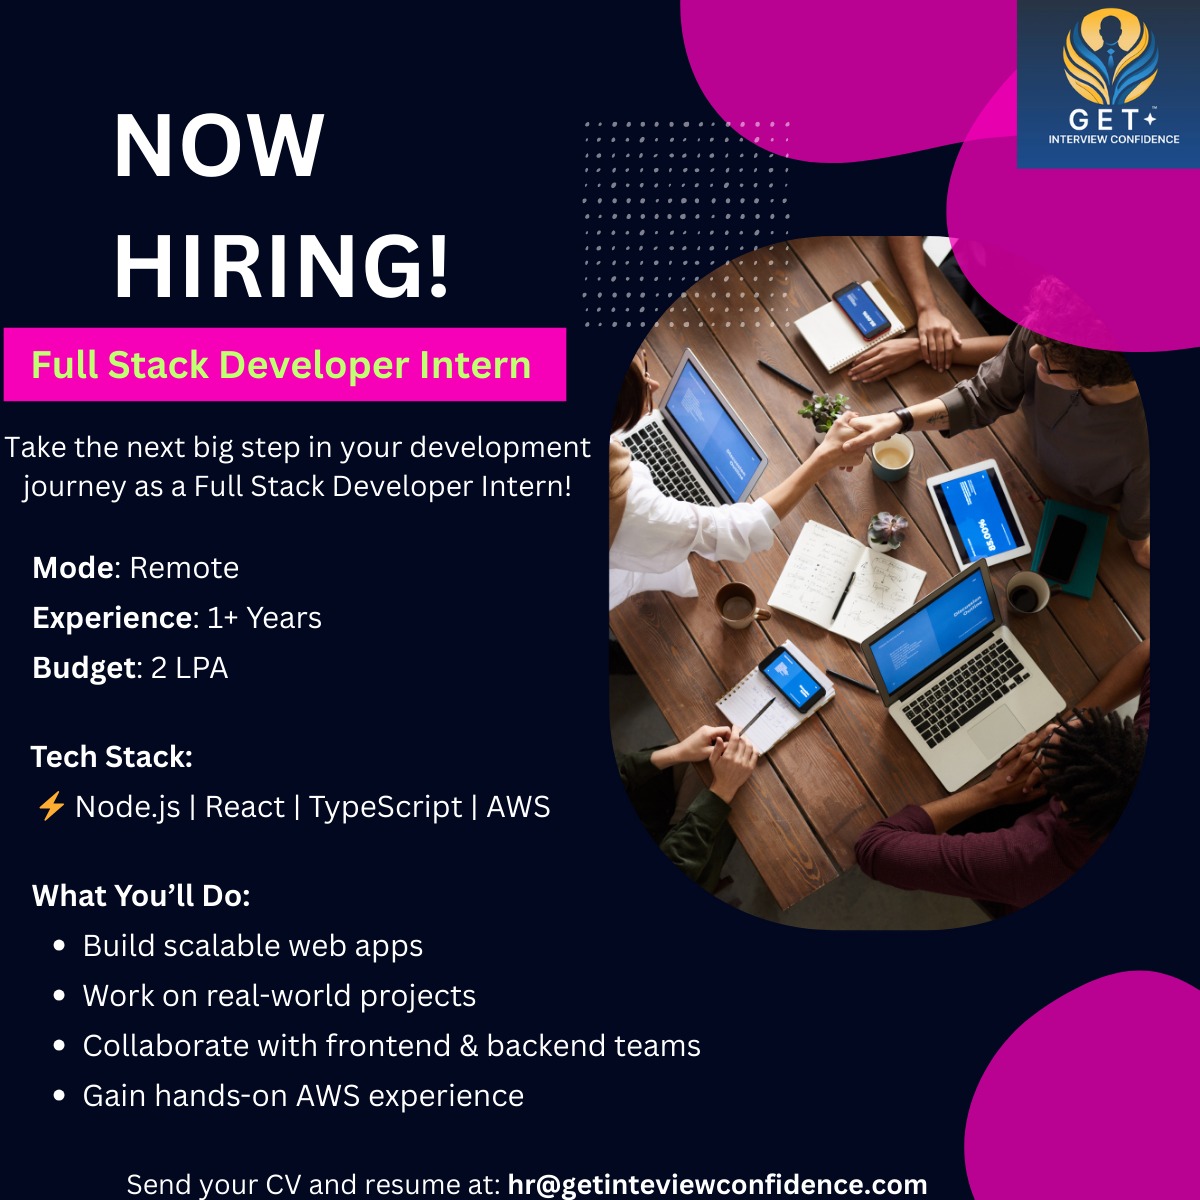 GET
™
INTERVIEW CONFIDENCE
NOW
HIRING!
Full Stack Developer Intern
Take the next big step in your development
journey as a Full Stack Developer Intern!
Mode: Remote
Experience: 1+ Years
Budget: 2 LPA
Tech Stack:
⚡ Node.js | React | TypeScript | AWS
What You’ll Do:
• Build scalable web apps
• Work on real-world projects
• Collaborate with frontend & backend teams
• Gain hands-on AWS experience
Send your CV and resume at: hr@getinteviewconfidence.com
85.00%